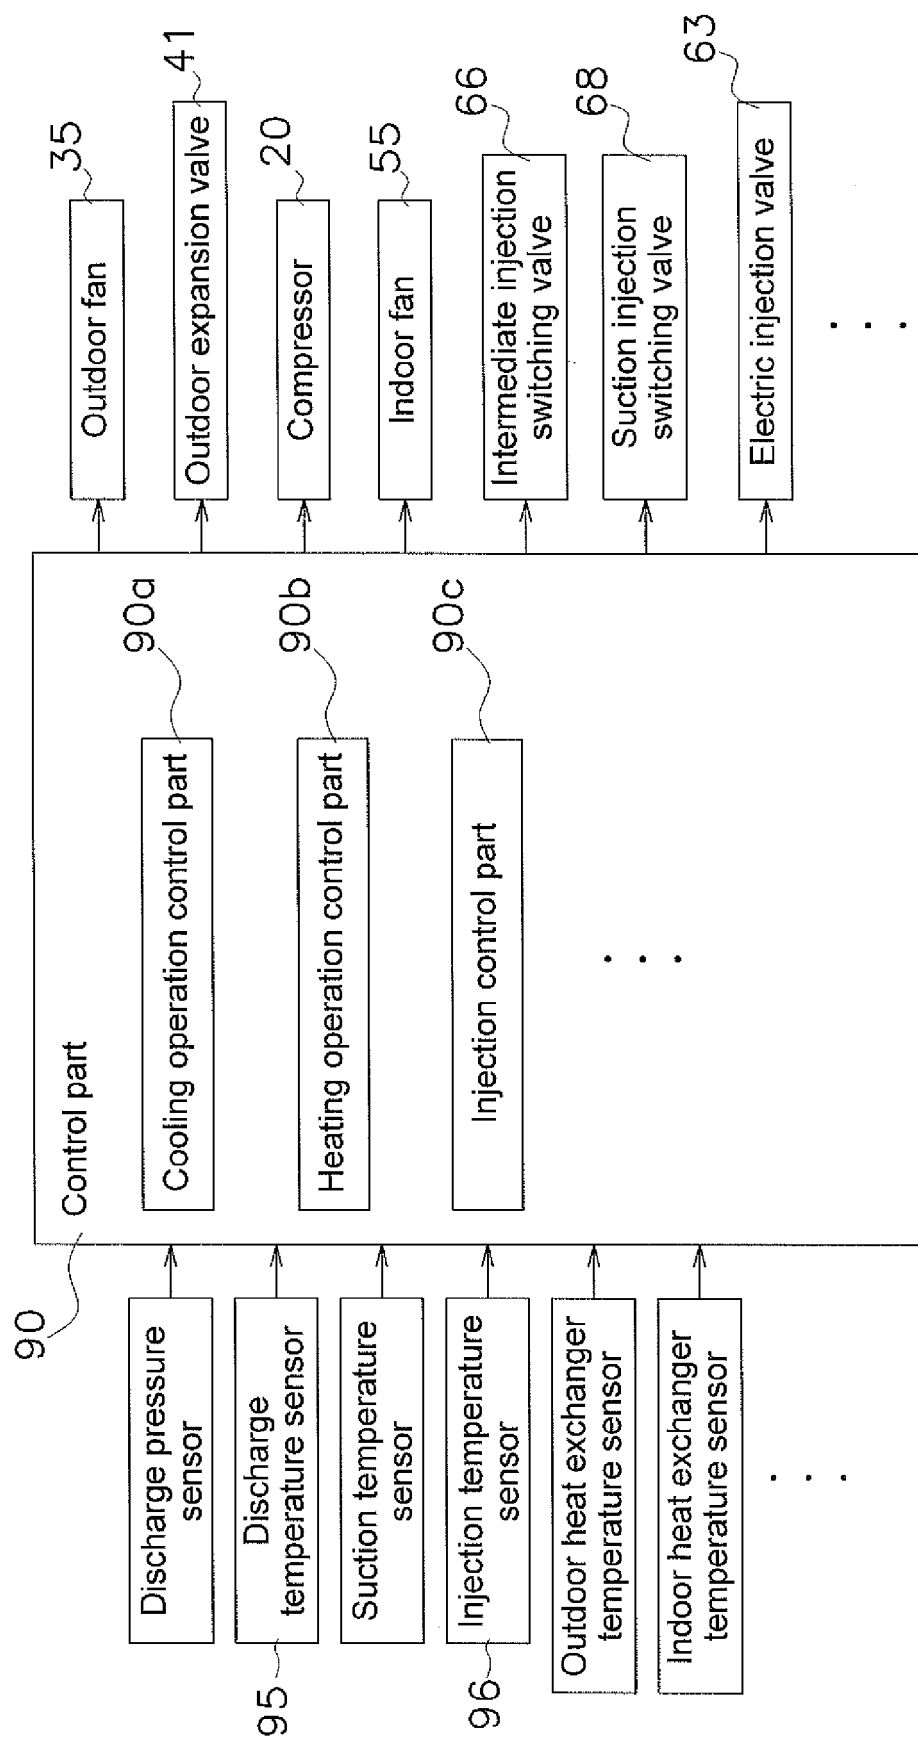 90
Control part
Discharge pressure
sensor
95
Discharge
temperature sensor
Suction temperature
sensor
96
Injection temperature
sensor
Outdoor heat exchanger
temperature sensor
Indoor heat exchanger
temperature sensor
Cooling operation control part
90a
Heating operation control part
90b
Injection control part
90c
Outdoor fan
35
Outdoor expansion valve
41
Compressor
20
Indoor fan
55
Intermediate injection
switching valve
66
Suction injection
switching valve
68
Electric injection valve
63